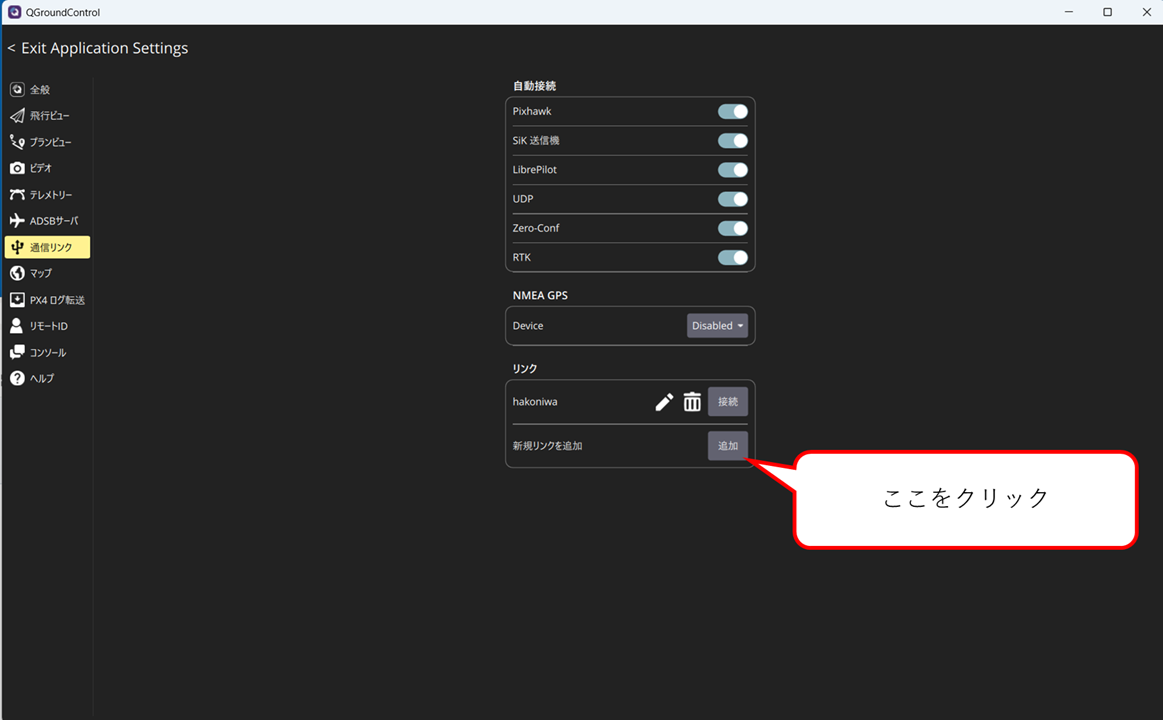 QGroundControl
< Exit Application Settings
全般
飛行ビュー
プランビュー
ビデオ
テレメトリー
ADSBサーバ
通信リンク
マップ
PX4 ログ転送
リモートID
コンソール
ヘルプ
自動接続
Pixhawk
SiK 送信機
LibrePilot
UDP
Zero-Conf
RTK
NMEA GPS
Device Disabled
リンク
hakoniwa 接続
新規リンクを追加 追加
ここをクリック